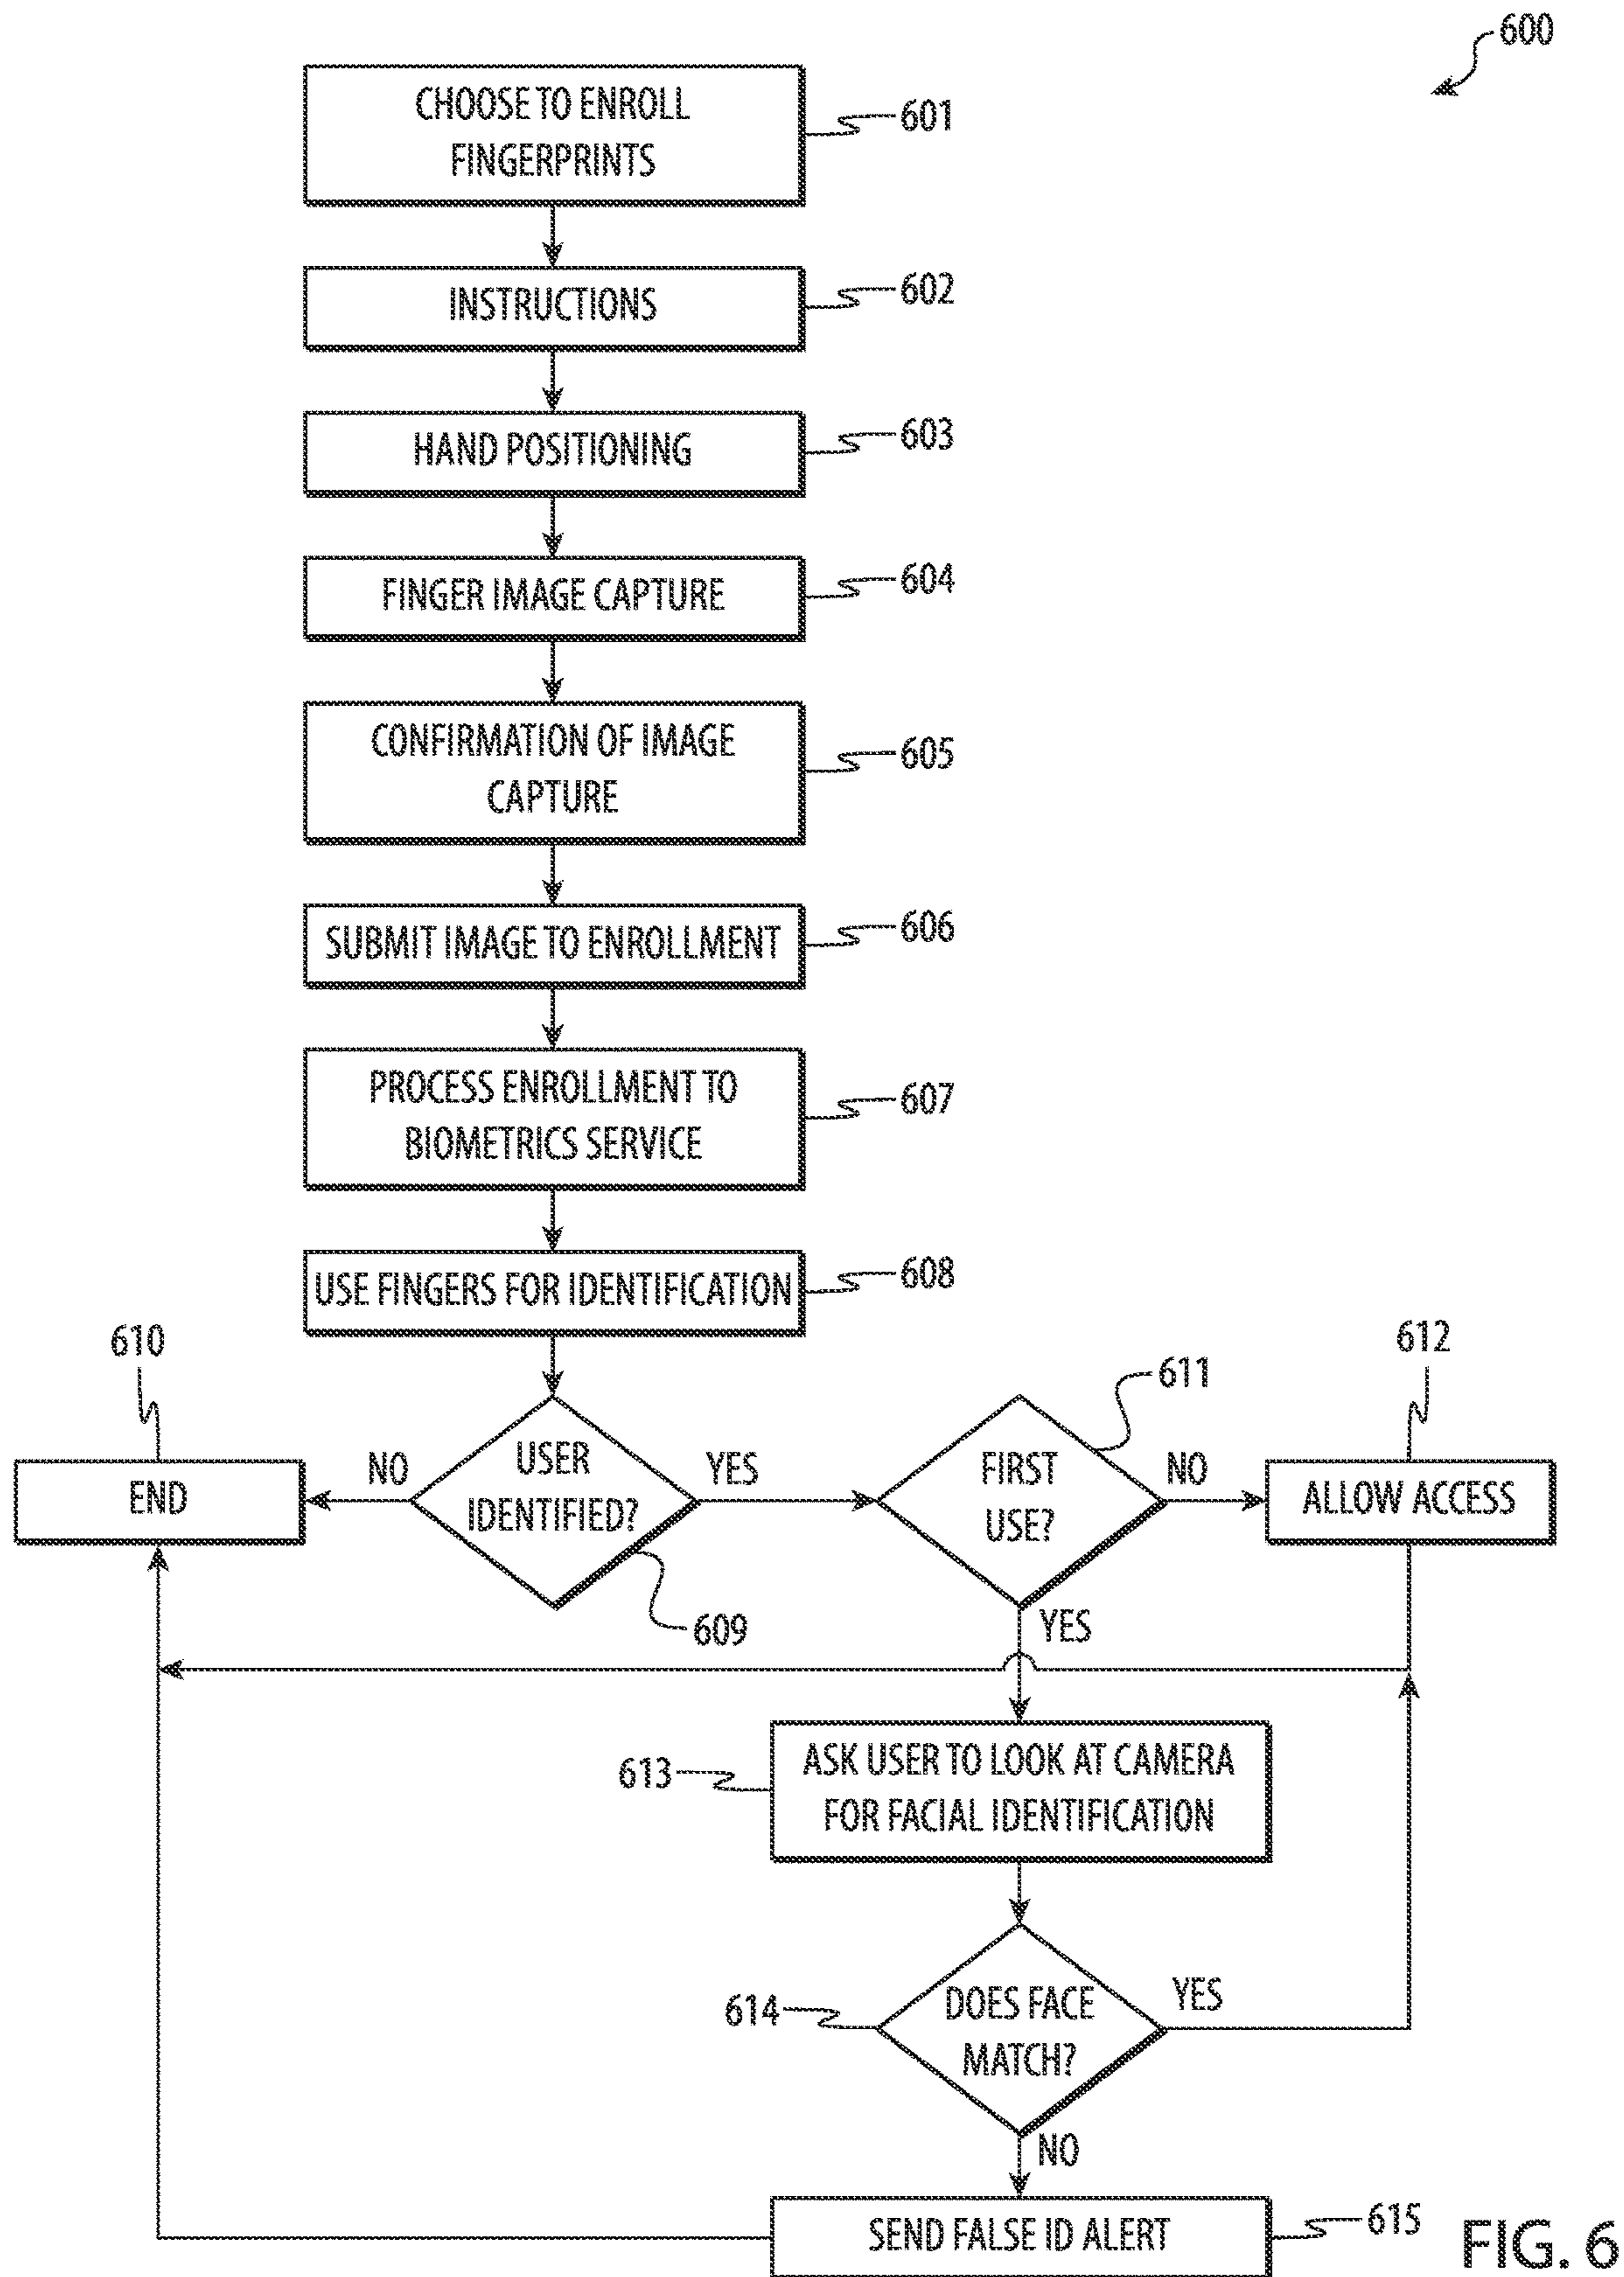 600
CHOOSE TO ENROLL
FINGERPRINTS
601
INSTRUCTIONS
602
HAND POSITIONING
603
FINGER IMAGE CAPTURE
604
CONFIRMATION OF IMAGE
CAPTURE
605
SUBMIT IMAGE TO ENROLLMENT
606
PROCESS ENROLLMENT TO
BIOMETRICS SERVICE
607
USE FINGERS FOR IDENTIFICATION
608
610
END
NO
USER
IDENTIFIED?
609
YES
FIRST
USE?
611
NO
612
ALLOW ACCESS
YES
613
ASK USER TO LOOK AT CAMERA
FOR FACIAL IDENTIFICATION
614
DOES FACE
MATCH?
YES
NO
SEND FALSE ID ALERT
615
FIG. 6